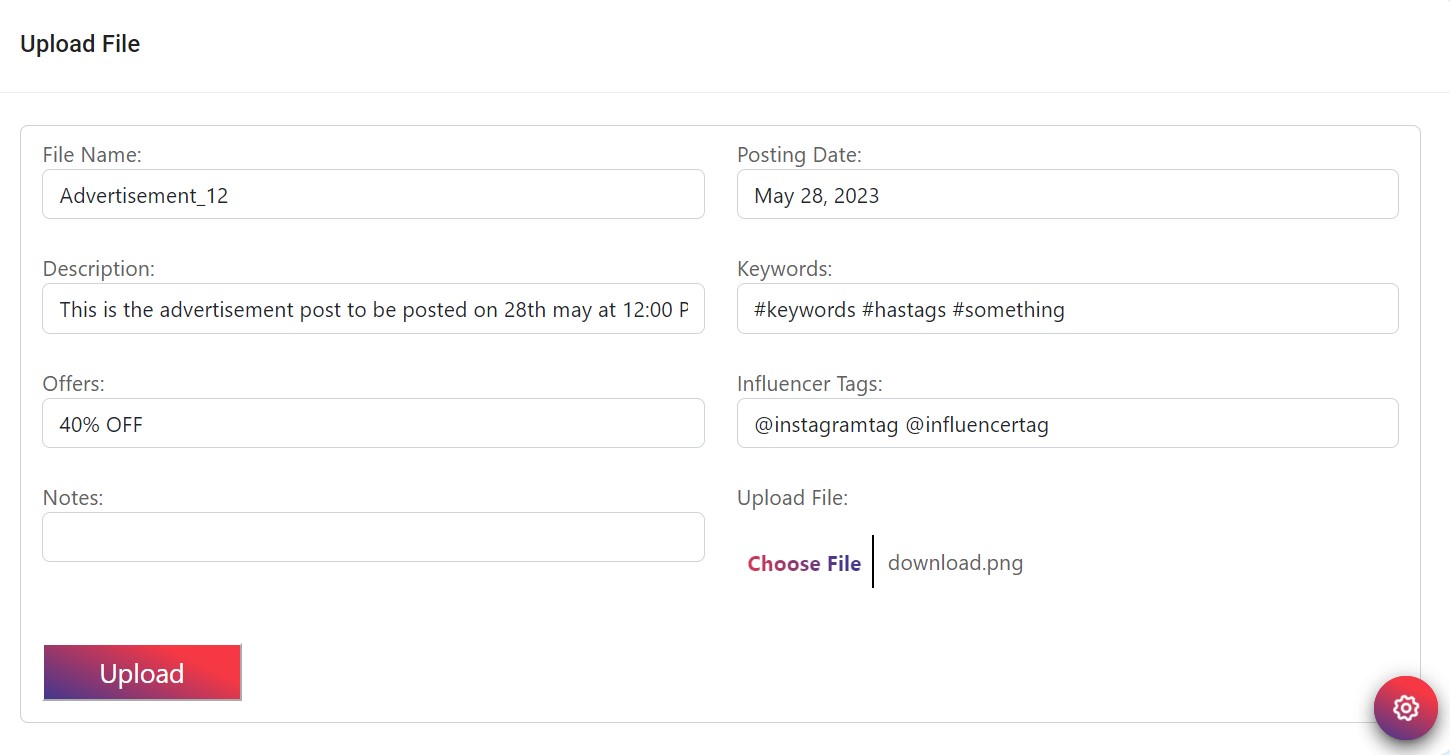 Upload File
File Name:
Posting Date:
Advertisement_12
May 28, 2023
Description:
Keywords:
This is the advertisement post to be posted on 28th may at 12:00 P
#keywords #hastags #something
Offers:
Influencer Tags:
40% OFF
@instagramtag @influencertag
Notes:
Upload File:
Choose File
download.png
Upload